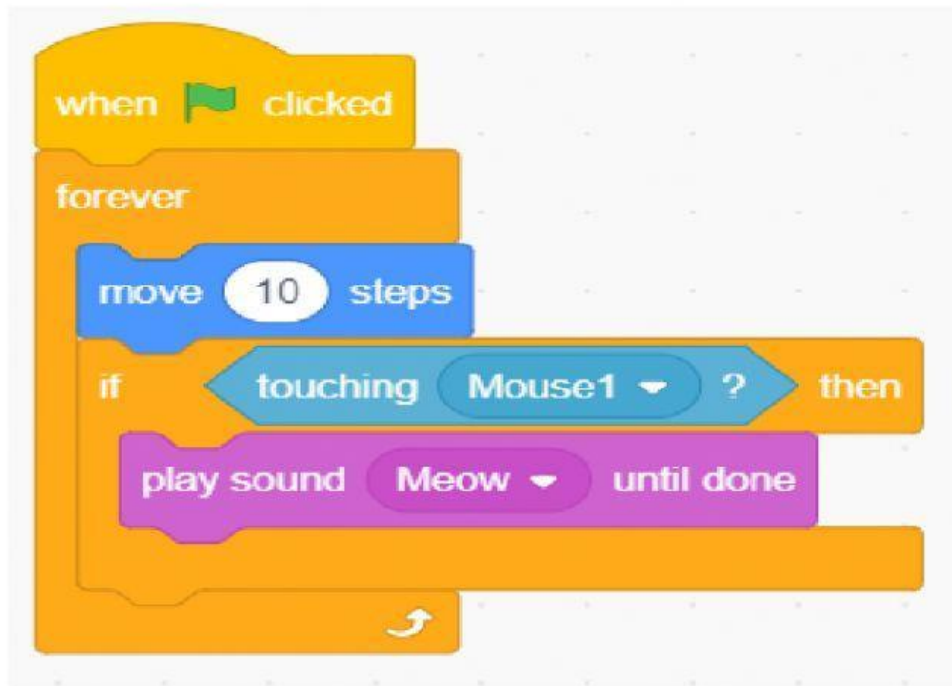 when clicked
forever
move 10 steps
if touching Mouse1 ? then
play sound Meow until done